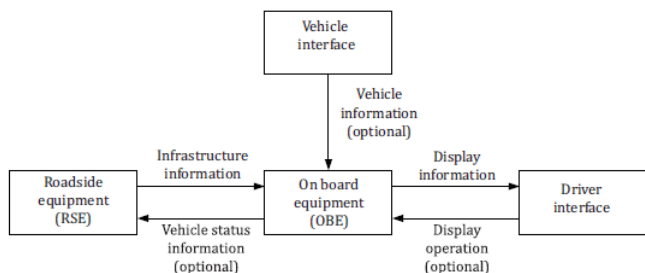 Vehicle
interface
Vehicle
information
(optional)
Infrastructure
information
Display
information
Roadside
equipment
(RSE)
On board
equipment
(OBE)
Driver
interface
Vehicle status
information
(optional)
Display
operation
(optional)